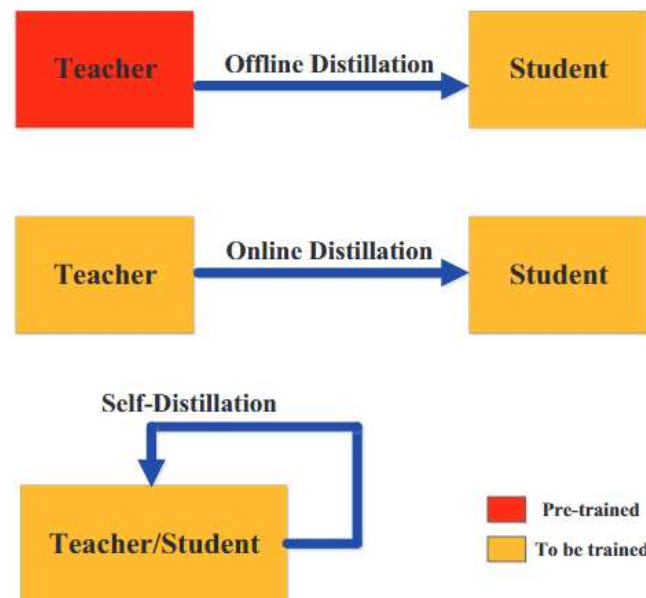 Teacher
Offline Distillation
Student
Teacher
Online Distillation
Student
Self-Distillation
Teacher/Student
Pre-trained
To be trained